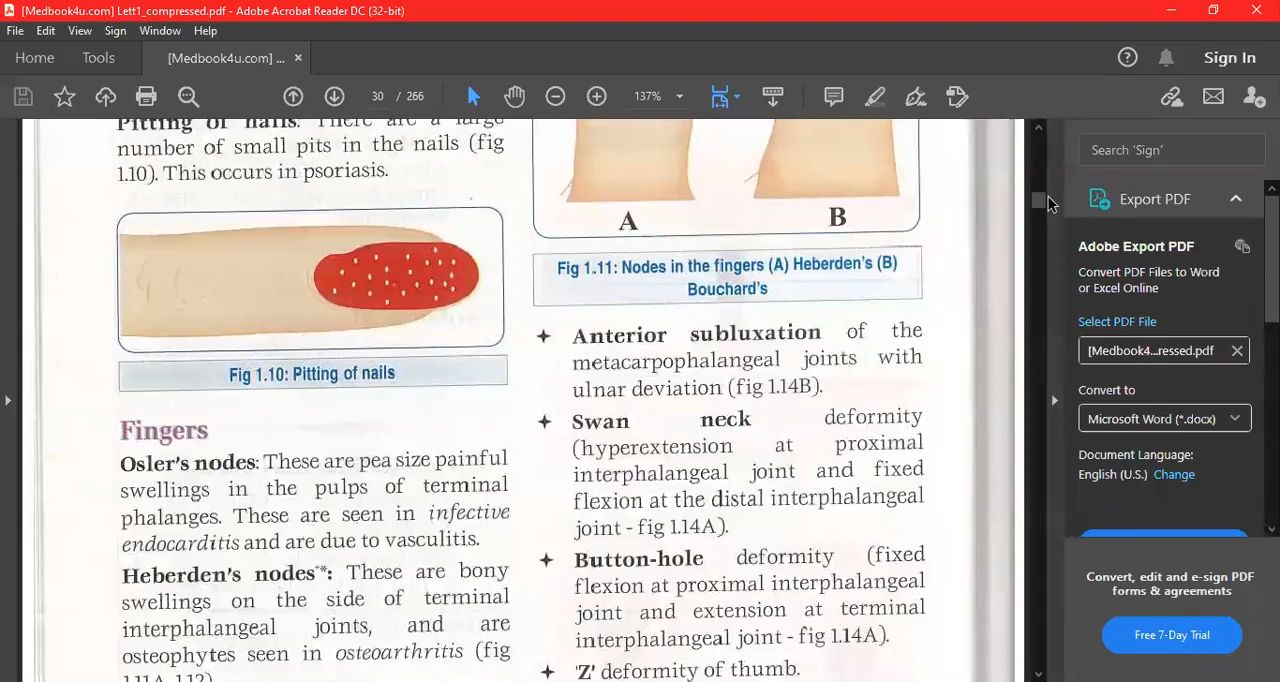 [Medbook4u.com] Lett1_compressed.pdf - Adobe Acrobat Reader DC (32-bit)
File Edit View Sign Window Help
Home Tools [Medbook4u.com] ... × Sign In
30 / 266 137%
Pitting of nails: There are a large
number of small pits in the nails (fig
1.10). This occurs in psoriasis.
Fig 1.10: Pitting of nails
Fingers
Osler's nodes: These are pea size painful
swellings in the pulps of terminal
phalanges. These are seen in infective
endocarditis and are due to vasculitis.
Heberden's nodes**: These are bony
swellings on the side of terminal
interphalangeal joints, and are
osteophytes seen in osteoarthritis (fig
1.11A, 1.12).
A B
Fig 1.11: Nodes in the fingers (A) Heberden's (B)
Bouchard's
Anterior subluxation of the
metacarpophalangeal joints with
ulnar deviation (fig 1.14B).
Swan neck deformity
(hyperextension at proximal
interphalangeal joint and fixed
flexion at the distal interphalangeal
joint - fig 1.14A).
Button-hole deformity (fixed
flexion at proximal interphalangeal
joint and extension at terminal
interphalangeal joint - fig 1.14A).
'Z' deformity of thumb.
Search 'Sign'
Export PDF
Adobe Export PDF
Convert PDF Files to Word
or Excel Online
Select PDF File
[Medbook4...ressed.pdf
Convert to
Microsoft Word (*.docx)
Document Language:
English (U.S.) Change
Convert, edit and e-sign PDF
forms & agreements
Free 7-Day Trial